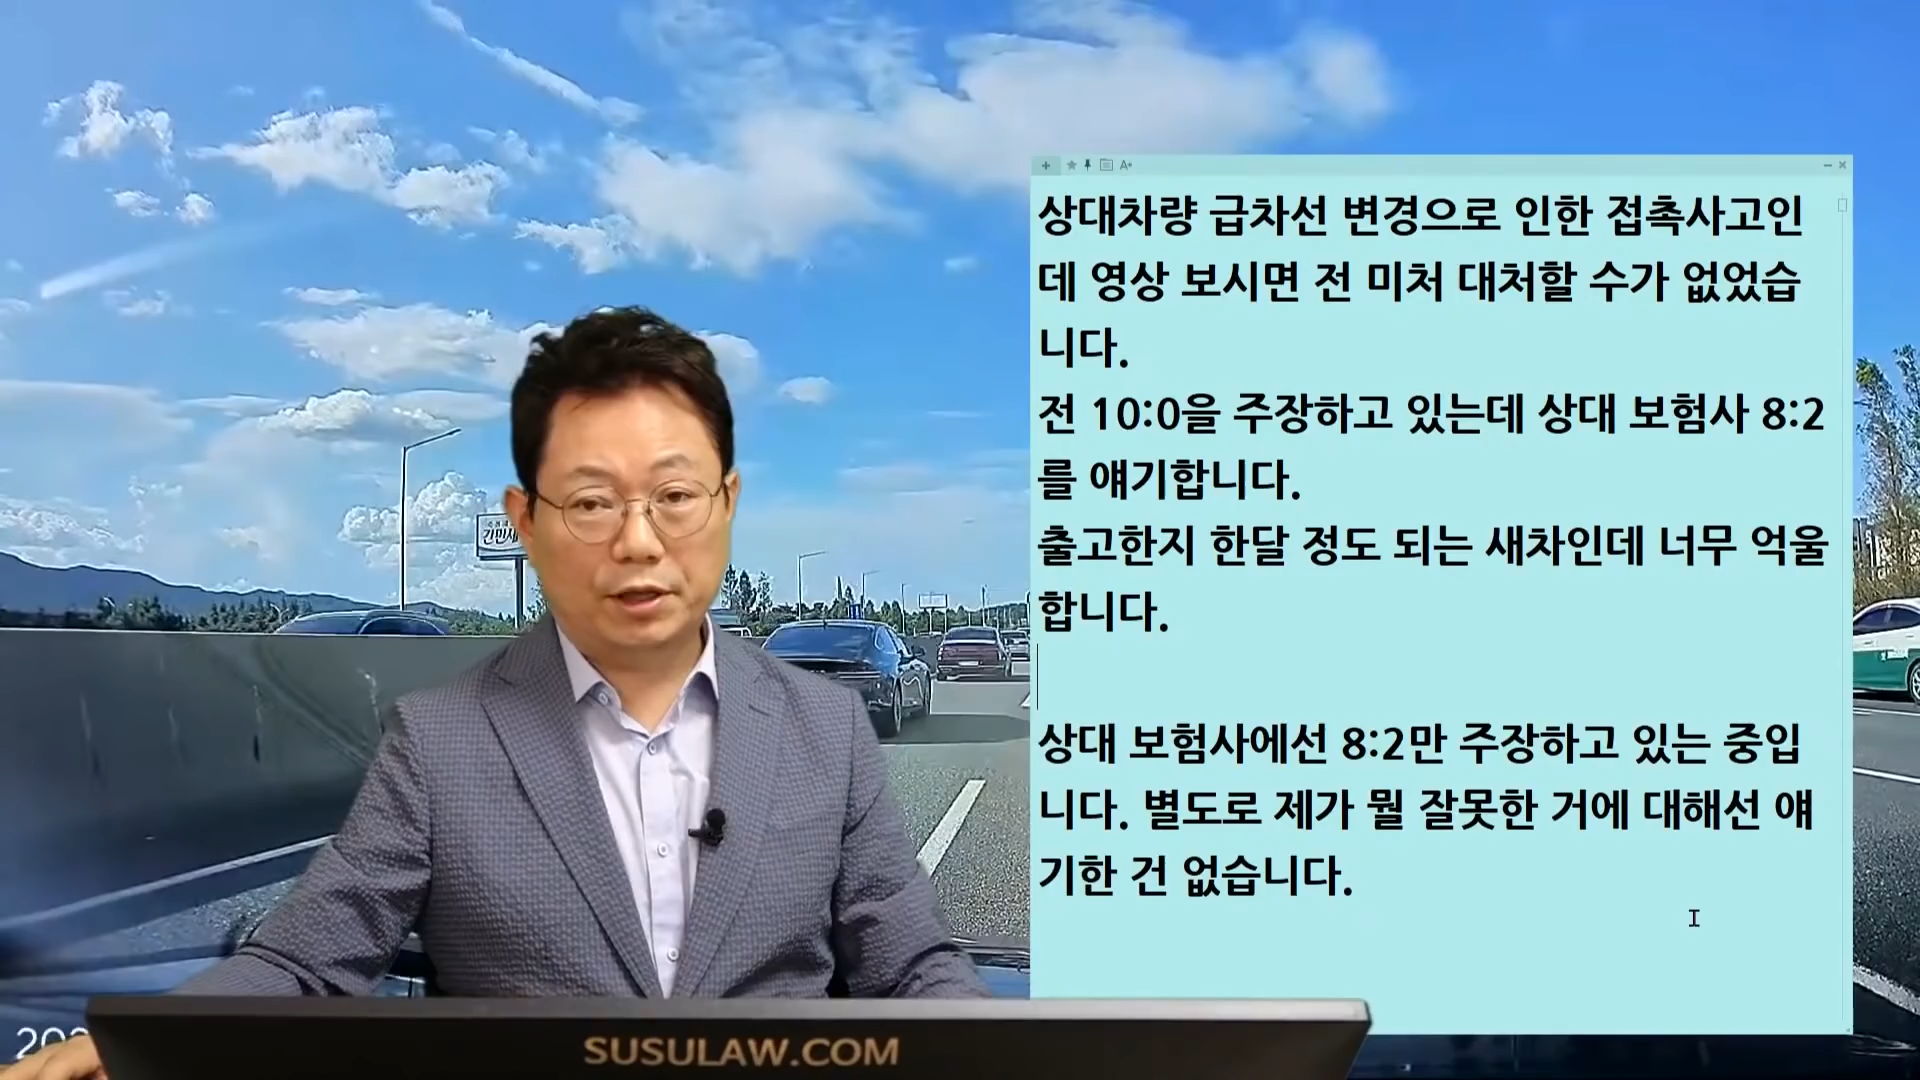 상대차량 급차선 변경으로 인한 접촉사고인
데 영상 보시면 전 미처 대처할 수가 없었습
니다.
전 10:0을 주장하고 있는데 상대 보험사 8:2
를 얘기합니다.
출고한지 한달 정도 되는 새차인데 너무 억울
합니다.
상대 보험사에선 8:2만 주장하고 있는 중입
니다. 별도로 제가 뭘 잘못한 거에 대해선 얘
기한 건 없습니다.
SUSULAW.COM